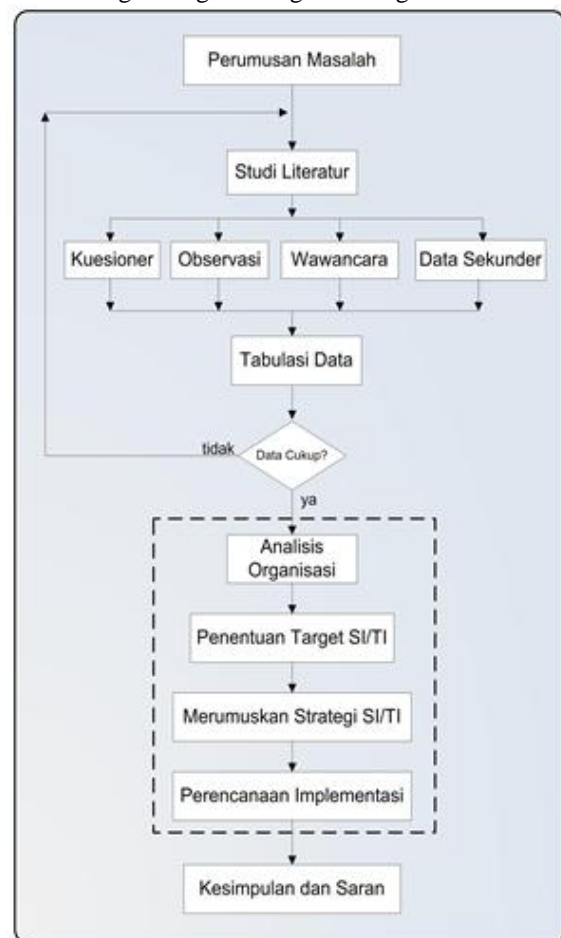 Perumusan Masalah
Studi Literatur
Kuesioner
Observasi
Wawancara
Data Sekunder
Tabulasi Data
tidak
Data Cukup?
ya
Analisis
Organisasi
Penentuan Target SI/TI
Merumuskan Strategi SI/TI
Perencanaan Implementasi
Kesimpulan dan Saran